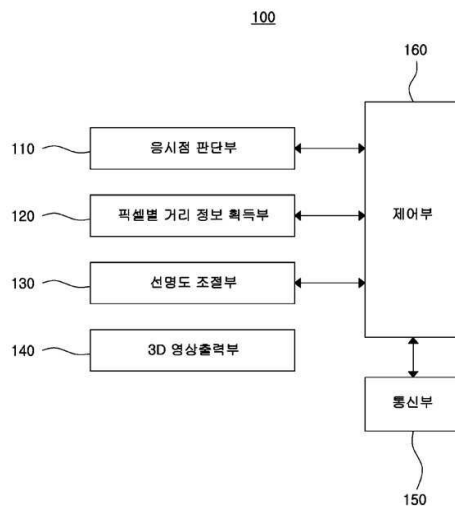 100
160
110
응시점 판단부
120
픽셀별 거리 정보 획득부
제어부
130
선명도 조절부
140
3D 영상출력부
통신부
150